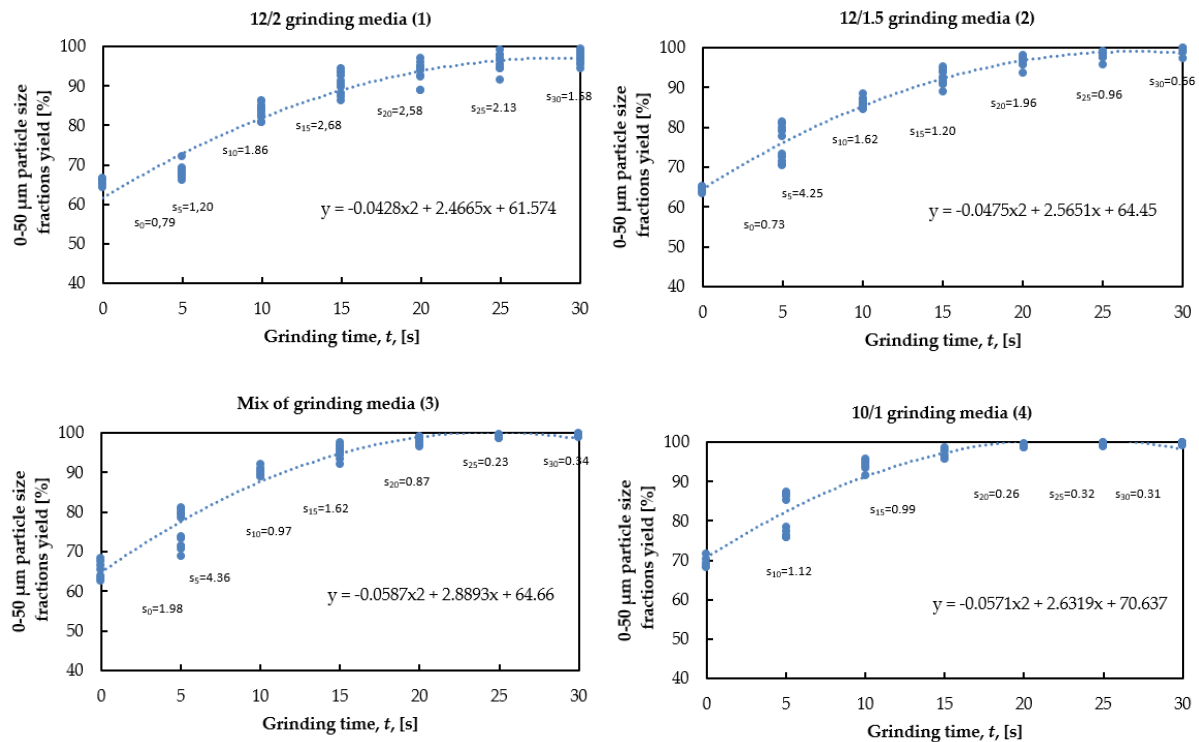 12/2 grinding media (1)
0-50 µm particle size
fractions yield [%]
100
90
80
70
60
50
40
s₀=0,79
s₅=1,20
s₁₀=1.86
s₁₅=2,68
s₂₀=2,58
s₂₅=2.13
s₃₀=1.58
y = -0.0428x2 + 2.4665x + 61.574
0 5 10 15 20 25 30
Grinding time, t, [s]
12/1.5 grinding media (2)
0-50 µm particle size
fractions yield [%]
100
90
80
70
60
50
40
s₀=0.73
s₅=4.25
s₁₀=1.62
s₁₅=1.20
s₂₀=1.96
s₂₅=0.96
s₃₀=0.56
y = -0.0475x2 + 2.5651x + 64.45
0 5 10 15 20 25 30
Grinding time, t, [s]
Mix of grinding media (3)
0-50 µm particle size
fractions yield [%]
100
90
80
70
60
50
40
s₀=1.98
s₅=4.36
s₁₀=0.97
s₁₅=1.62
s₂₀=0.87
s₂₅=0.23
s₃₀=0.34
y = -0.0587x2 + 2.8893x + 64.66
0 5 10 15 20 25 30
Grinding time, t, [s]
10/1 grinding media (4)
0-50 µm particle size
fractions yield [%]
100
90
80
70
60
50
40
s₁₀=1.12
s₁₅=0.99
s₂₀=0.26
s₂₅=0.32
s₃₀=0.31
y = -0.0571x2 + 2.6319x + 70.637
0 5 10 15 20 25 30
Grinding time, t, [s]